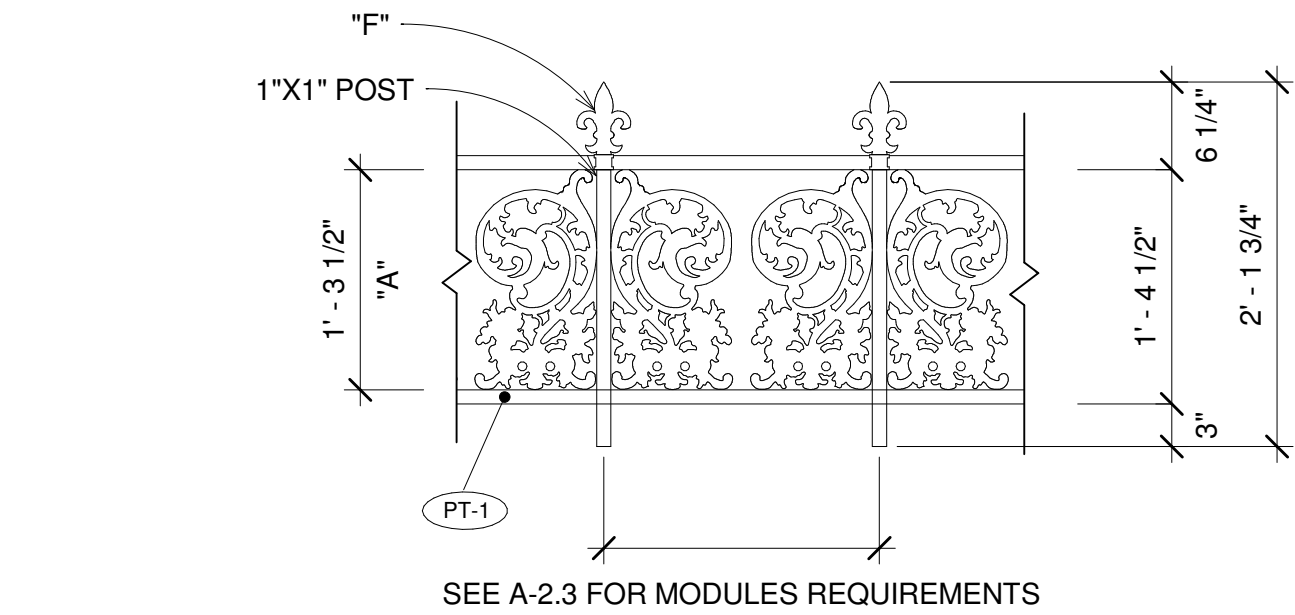 "F"
1"X1" POST
6 1/4"
1' - 3 1/2"
"A"
1' - 4 1/2"
2' - 1 3/4"
3"
PT-1
SEE A-2.3 FOR MODULES REQUIREMENTS